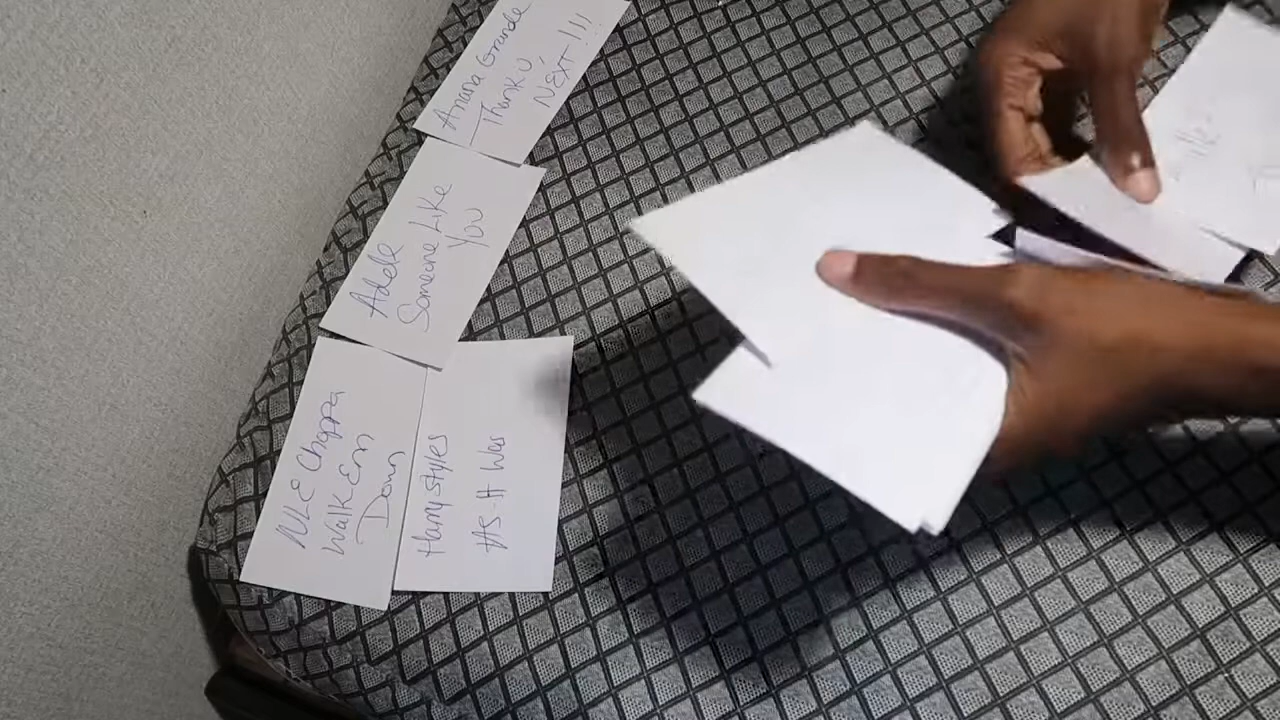 Ariana Grande
Thank U
NEXT!!!
Adele
Someone Like
You
NLE Choppa
Walk Em
Down
Harry Styles
As It Was